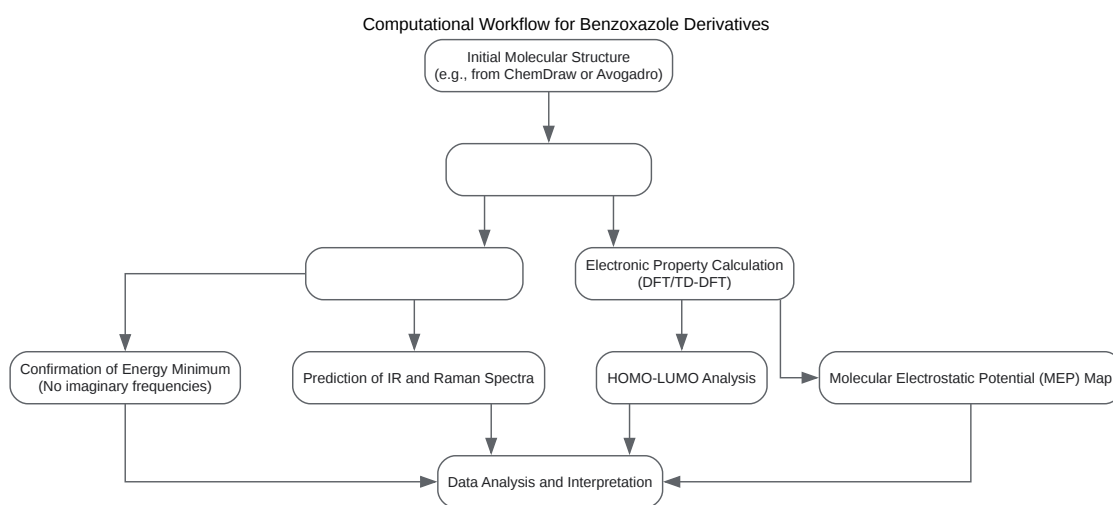 Computational Workflow for Benzoxazole Derivatives
Initial Molecular Structure
(e.g., from ChemDraw or Avogadro)
Electronic Property Calculation
(DFT/TD-DFT)
Confirmation of Energy Minimum
(No imaginary frequencies)
Prediction of IR and Raman Spectra
HOMO-LUMO Analysis
Molecular Electrostatic Potential (MEP) Map
Data Analysis and Interpretation